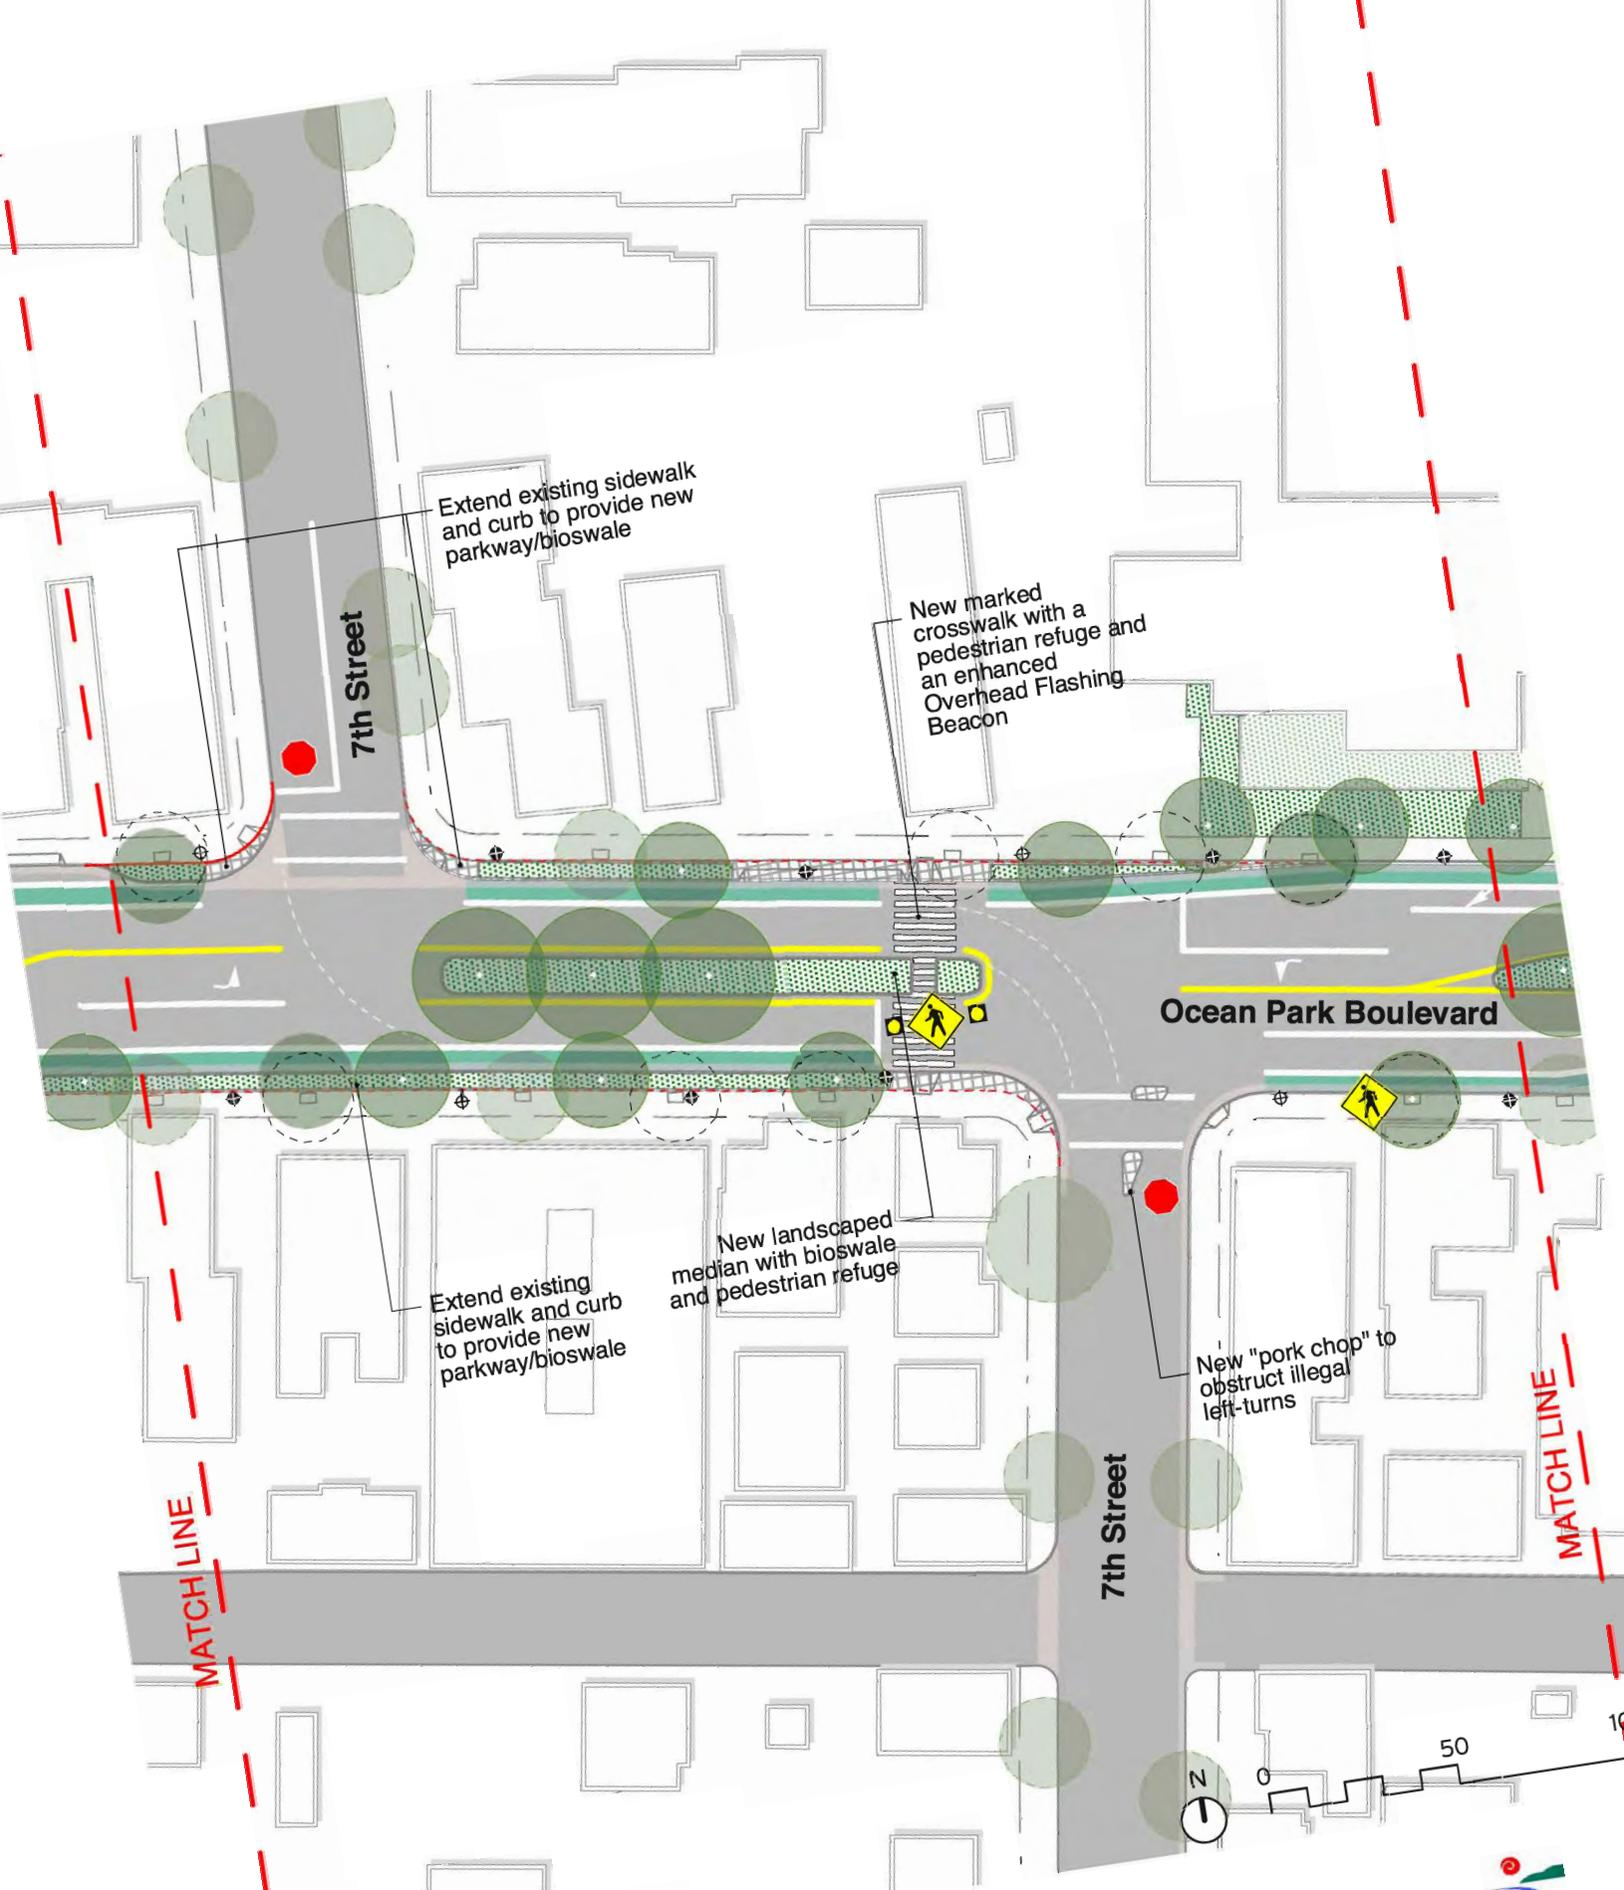 Extend existing sidewalk
and curb to provide new
parkway/bioswale
7th Street
New marked
crosswalk with a
pedestrian refuge and
an enhanced
Overhead Flashing
Beacon
Ocean Park Boulevard
New landscaped
median with bioswale
and pedestrian refuge
Extend existing
sidewalk and curb
to provide new
parkway/bioswale
New "pork chop" to
obstruct illegal
left-turns
7th Street
MATCH LINE
MATCH LINE
N
0
50